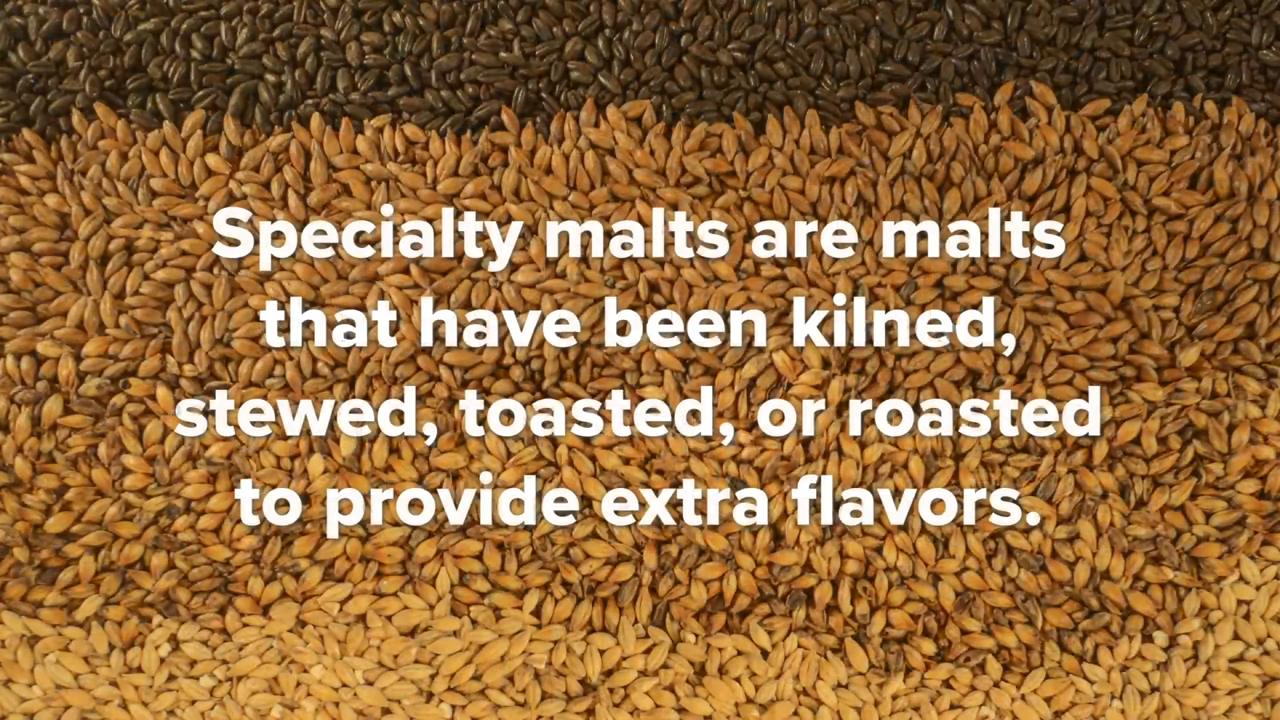 Specialty malts are malts
that have been kilned,
stewed, toasted, or roasted
to provide extra flavors.